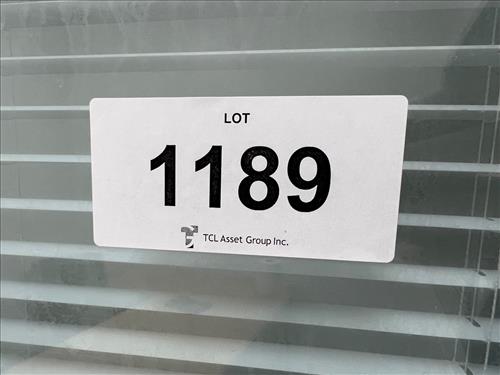 LOT
1189
TCL Asset Group Inc.